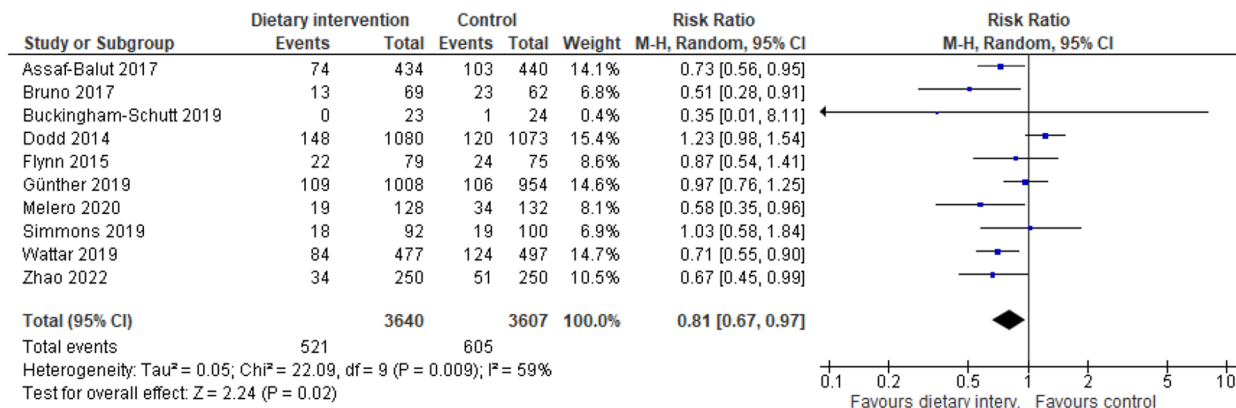 Dietary intervention Control Risk Ratio Risk Ratio
Study or Subgroup Events Total Events Total Weight M-H, Random, 95% CI M-H, Random, 95% CI
Assaf-Balut 2017 74 434 103 440 14.1% 0.73 [0.56, 0.95]
Bruno 2017 13 69 23 62 6.8% 0.51 [0.28, 0.91]
Buckingham-Schutt 2019 0 23 1 24 0.4% 0.35 [0.01, 8.11]
Dodd 2014 148 1080 120 1073 15.4% 1.23 [0.98, 1.54]
Flynn 2015 22 79 24 75 8.6% 0.87 [0.54, 1.41]
Günther 2019 109 1008 106 954 14.6% 0.97 [0.76, 1.25]
Melero 2020 19 128 34 132 8.1% 0.58 [0.35, 0.96]
Simmons 2019 18 92 19 100 6.9% 1.03 [0.58, 1.84]
Wattar 2019 84 477 124 497 14.7% 0.71 [0.55, 0.90]
Zhao 2022 34 250 51 250 10.5% 0.67 [0.45, 0.99]
Total (95% CI) 3640 3607 100.0% 0.81 [0.67, 0.97]
Total events 521 605
Heterogeneity: Tau² = 0.05; Chi² = 22.09, df = 9 (P = 0.009); I² = 59%
Test for overall effect: Z = 2.24 (P = 0.02)
0.1 0.2 0.5 1 2 5 10
Favours dietary interv. Favours control